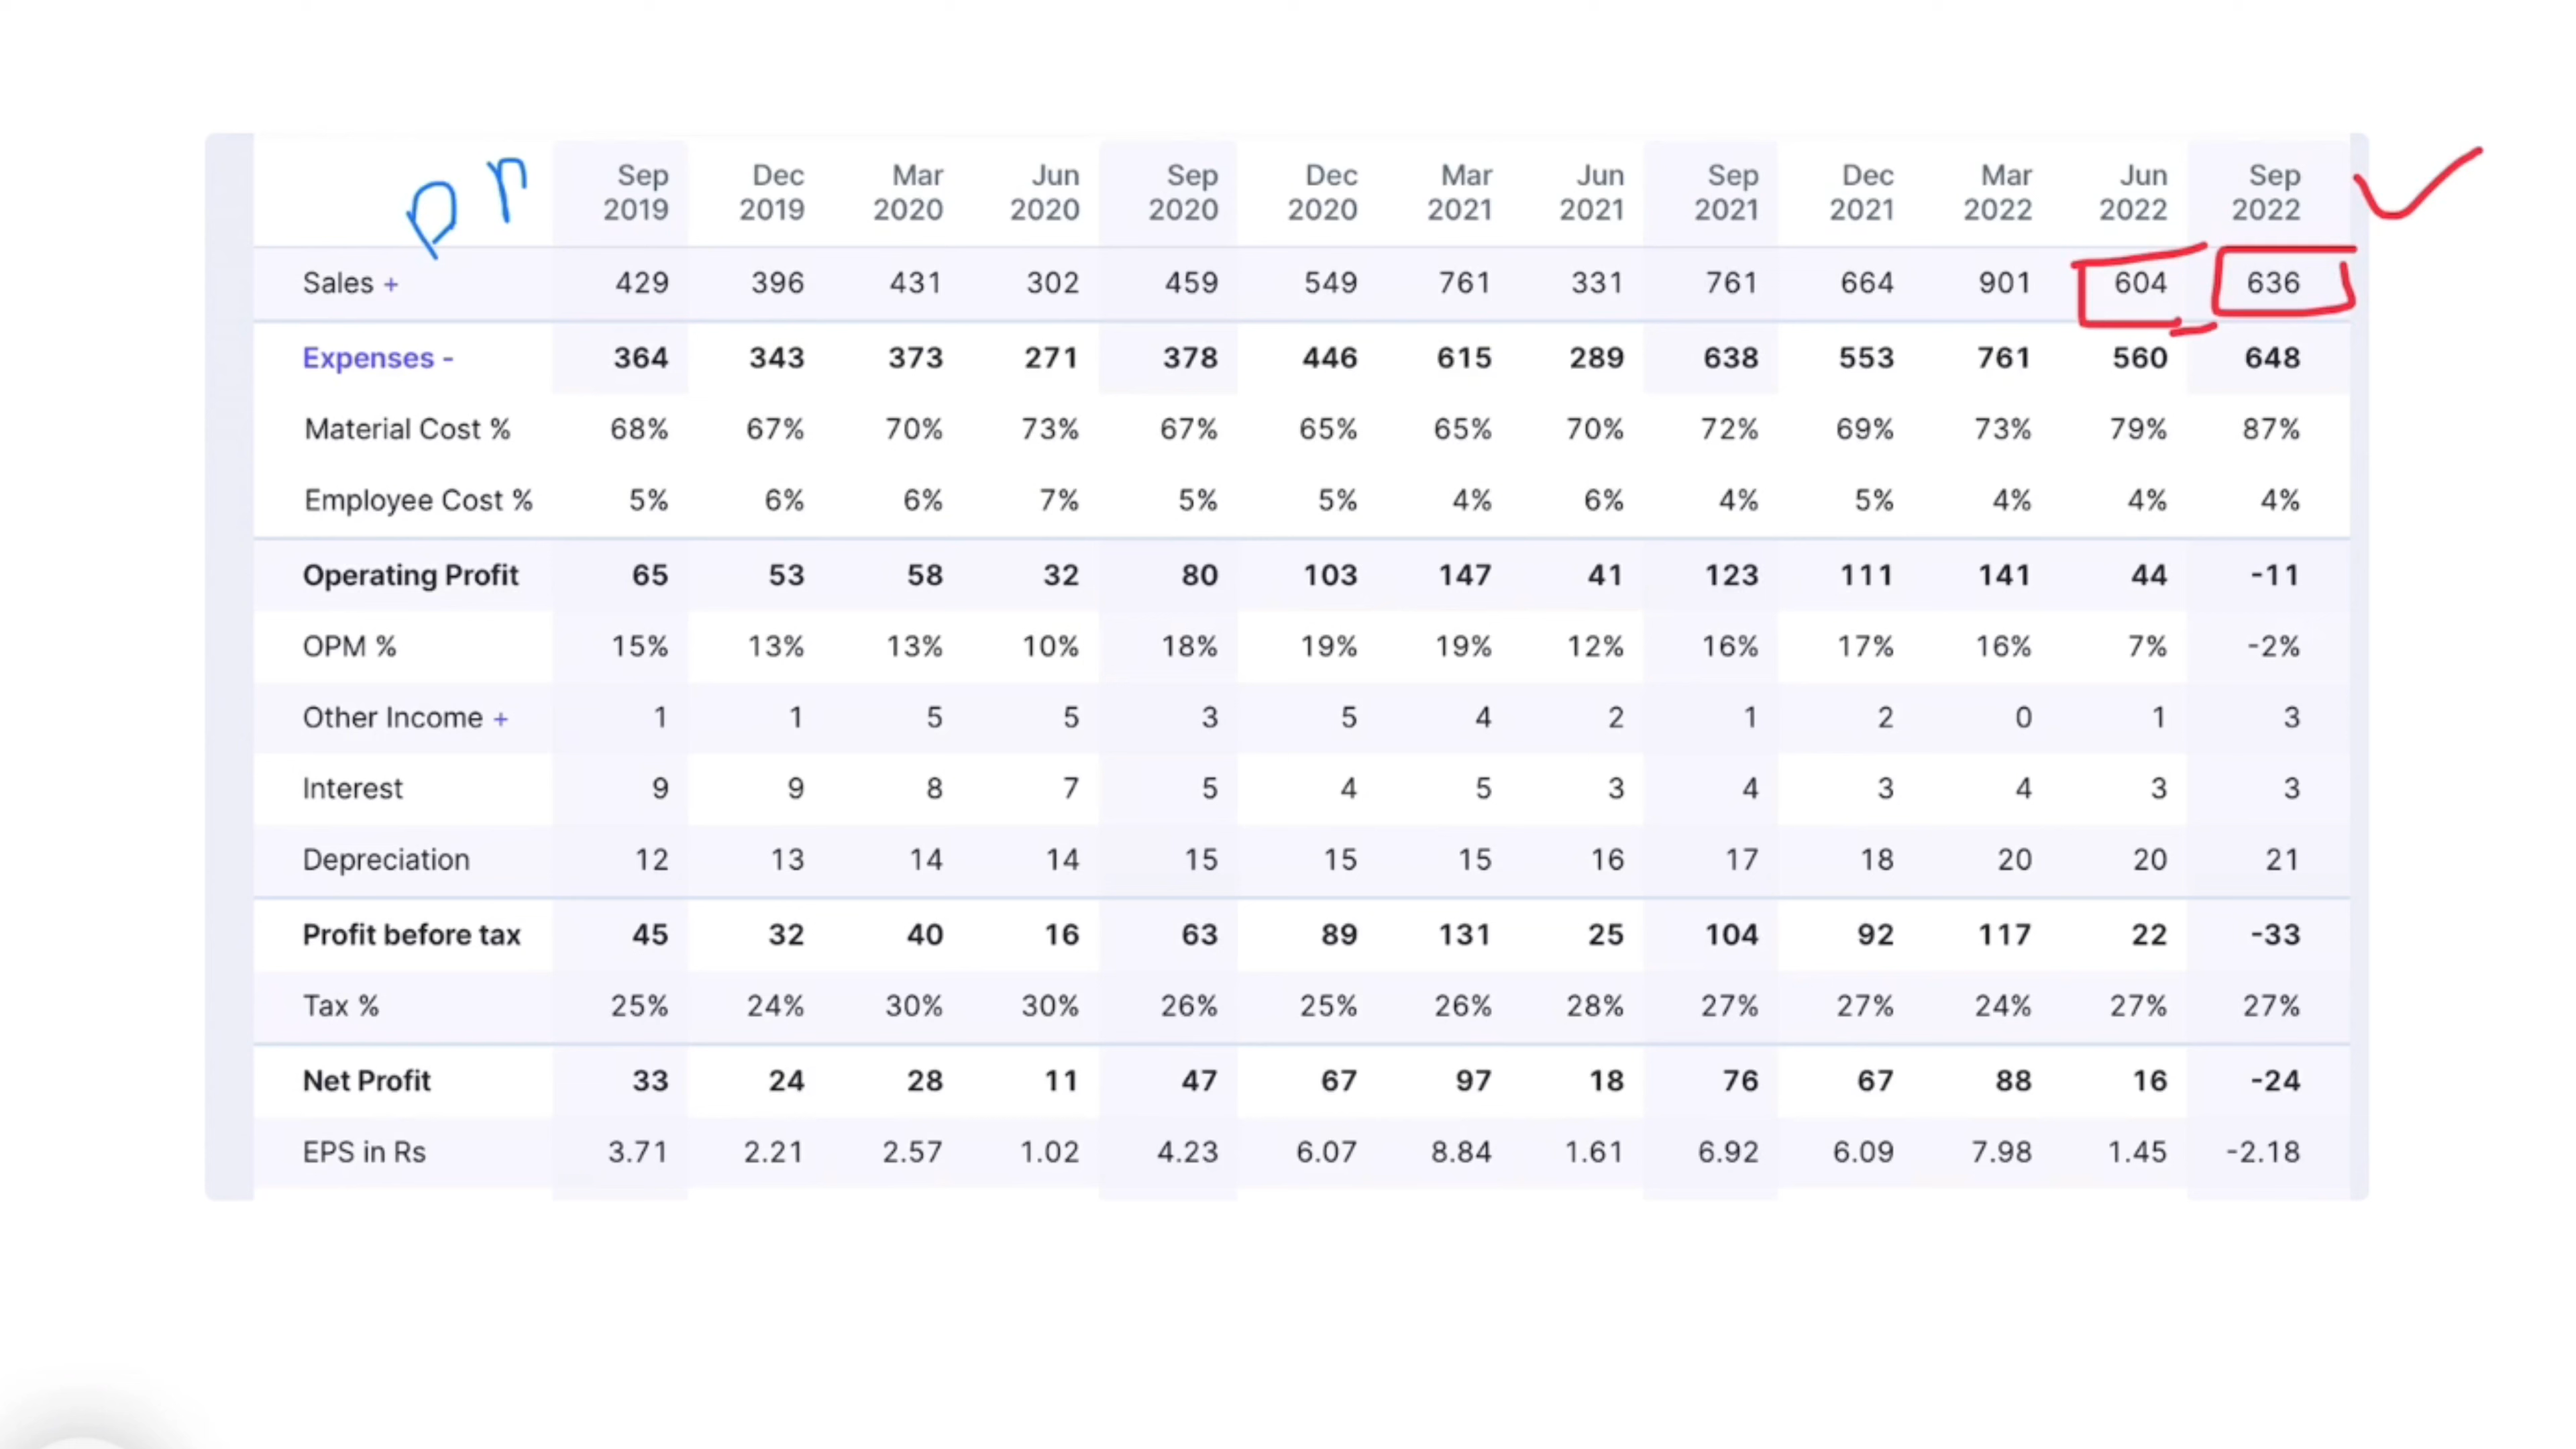 Sep 2019 Dec 2019 Mar 2020 Jun 2020 Sep 2020 Dec 2020 Mar 2021 Jun 2021 Sep 2021 Dec 2021 Mar 2022 Jun 2022 Sep 2022
Sales + 429 396 431 302 459 549 761 331 761 664 901 604 636
Expenses - 364 343 373 271 378 446 615 289 638 553 761 560 648
Material Cost % 68% 67% 70% 73% 67% 65% 65% 70% 72% 69% 73% 79% 87%
Employee Cost % 5% 6% 6% 7% 5% 5% 4% 6% 4% 5% 4% 4% 4%
Operating Profit 65 53 58 32 80 103 147 41 123 111 141 44 -11
OPM % 15% 13% 13% 10% 18% 19% 19% 12% 16% 17% 16% 7% -2%
Other Income + 1 1 5 5 3 5 4 2 1 2 0 1 3
Interest 9 9 8 7 5 4 5 3 4 3 4 3 3
Depreciation 12 13 14 14 15 15 15 16 17 18 20 20 21
Profit before tax 45 32 40 16 63 89 131 25 104 92 117 22 -33
Tax % 25% 24% 30% 30% 26% 25% 26% 28% 27% 27% 24% 27% 27%
Net Profit 33 24 28 11 47 67 97 18 76 67 88 16 -24
EPS in Rs 3.71 2.21 2.57 1.02 4.23 6.07 8.84 1.61 6.92 6.09 7.98 1.45 -2.18